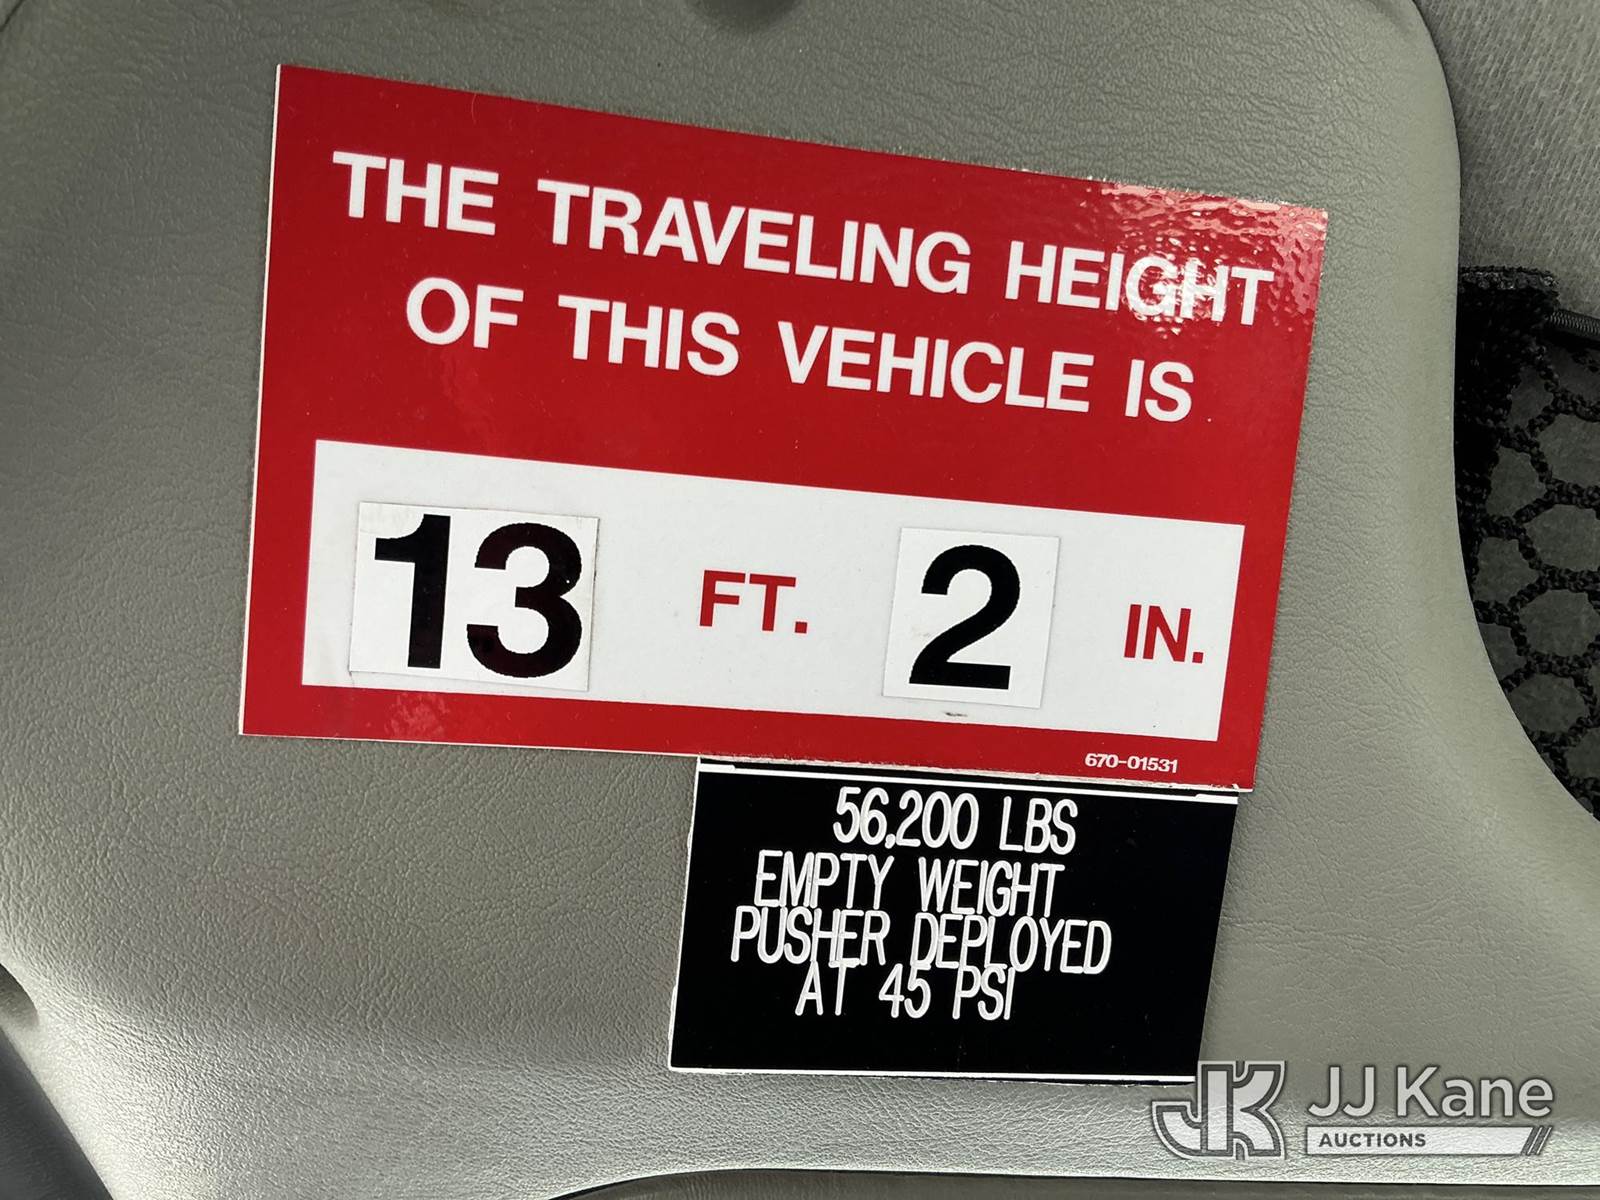 THE TRAVELING HEIGHT
OF THIS VEHICLE IS
13 FT. 2 IN.
670-01531
56,200 LBS
EMPTY WEIGHT
PUSHER DEPLOYED
AT 45 PSI
JK JJ Kane
AUCTIONS